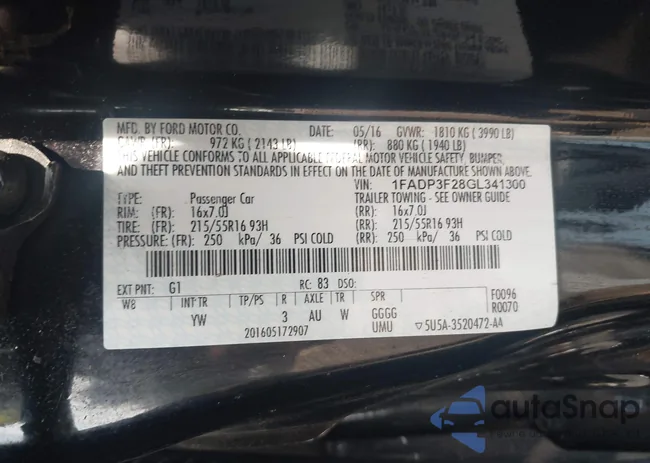 MFD. BY FORD MOTOR CO. DATE: 05/16 GVWR: 1810 KG ( 3990 LB)
GAWR (FR): 972 KG ( 2143 LB) (RR): 880 KG ( 1940 LB)
THIS VEHICLE CONFORMS TO ALL APPLICABLE FEDERAL MOTOR VEHICLE SAFETY, BUMPER,
AND THEFT PREVENTION STANDARDS IN EFFECT ON THE DATE OF MANUFACTURE SHOWN ABOVE.
VIN: 1FADP3F28GL341300
TYPE: Passenger Car TRAILER TOWING - SEE OWNER GUIDE
RIM: (FR): 16x7.0J (RR): 16x7.0J
TIRE: (FR): 215/55R16 93H (RR): 215/55R16 93H
PRESSURE: (FR): 250 kPa/ 36 PSI COLD (RR): 250 kPa/ 36 PSI COLD
EXT PNT: G1 RC: 83 DSO: F0096
WB INT TR TP/PS R AXLE TR SPR R0070
YW 3 AU W GGGG
201605172907 UMU ▽5U5A-3520472-AA
autoSnap